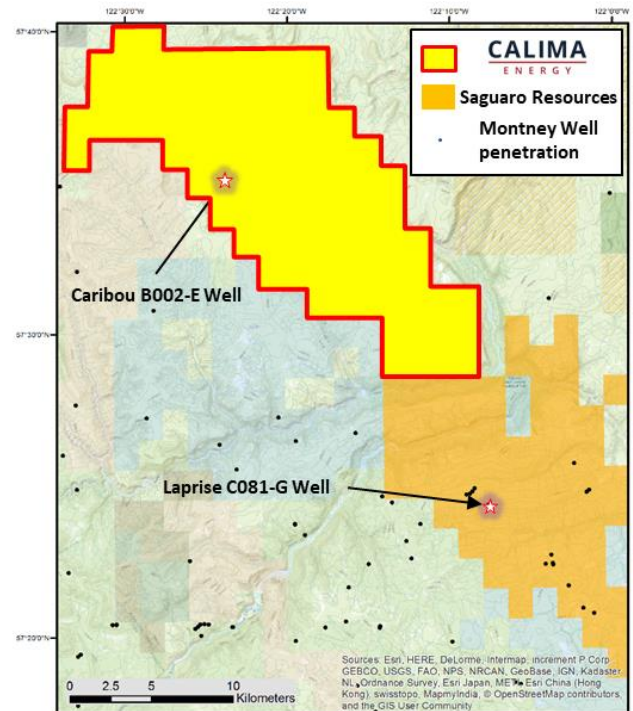 122°30'0"W
122°20'0"W
122°10'0"W
122°0'0"W
57°40'0"N
CALIMA
ENERGY
Saguaro Resources
Montney Well
penetration
Caribou B002-E Well
57°30'0"N
Laprise C081-G Well
57°20'0"N
Sources: Esri, HERE, DeLorme, Intermap, increment P Corp.
GEBCO, USGS, FAO, NPS, NRCAN, GeoBase, IGN, Kadaster
NL, Ordnance Survey, Esri Japan, METI, Esri China (Hong
Kong), swisstopo, MapmyIndia, © OpenStreetMap contributors,
and the GIS User Community
0 2.5 5 10
Kilometers